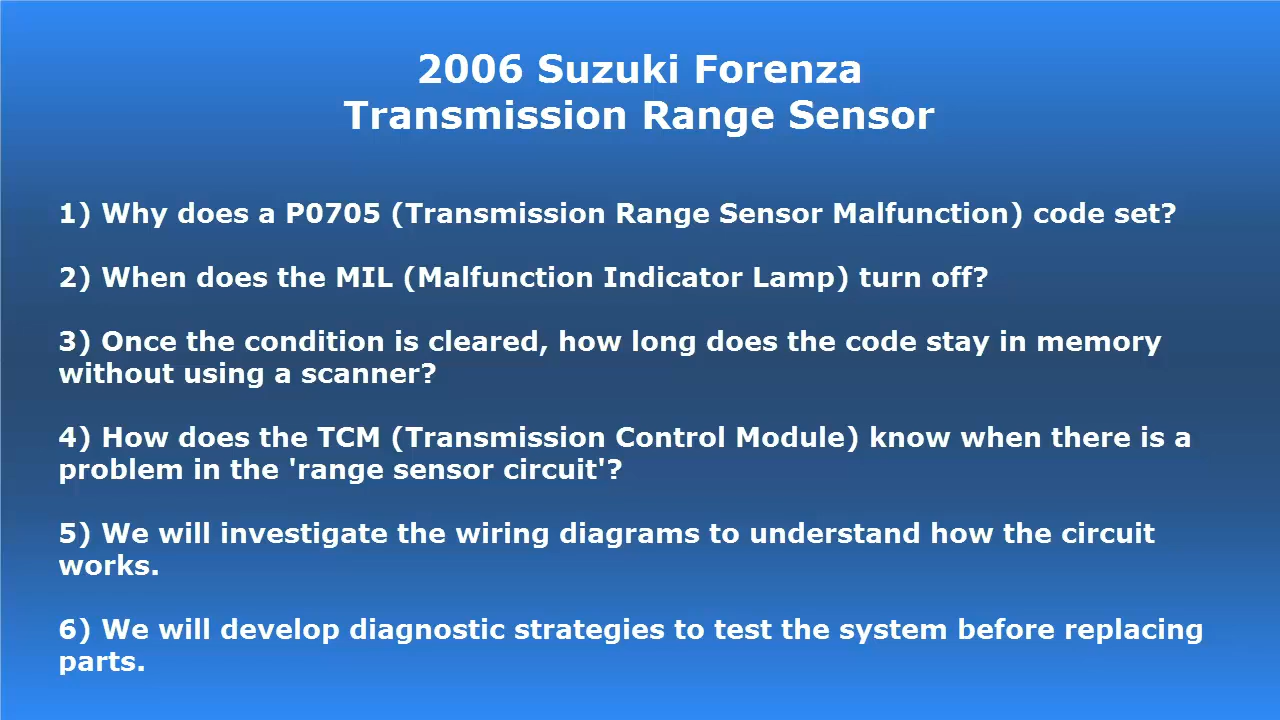 2006 Suzuki Forenza
Transmission Range Sensor
1) Why does a P0705 (Transmission Range Sensor Malfunction) code set?
2) When does the MIL (Malfunction Indicator Lamp) turn off?
3) Once the condition is cleared, how long does the code stay in memory
without using a scanner?
4) How does the TCM (Transmission Control Module) know when there is a
problem in the 'range sensor circuit'?
5) We will investigate the wiring diagrams to understand how the circuit
works.
6) We will develop diagnostic strategies to test the system before replacing
parts.